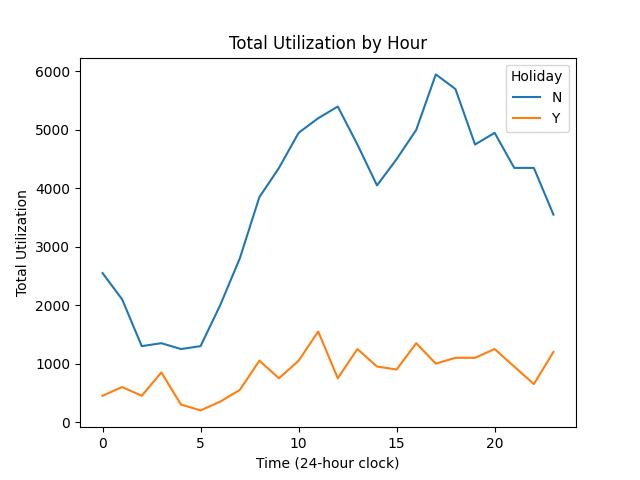 Total Utilization by Hour
Holiday
N
Y
6000
5000
4000
3000
2000
1000
0
Total Utilization
0 5 10 15 20
Time (24-hour clock)